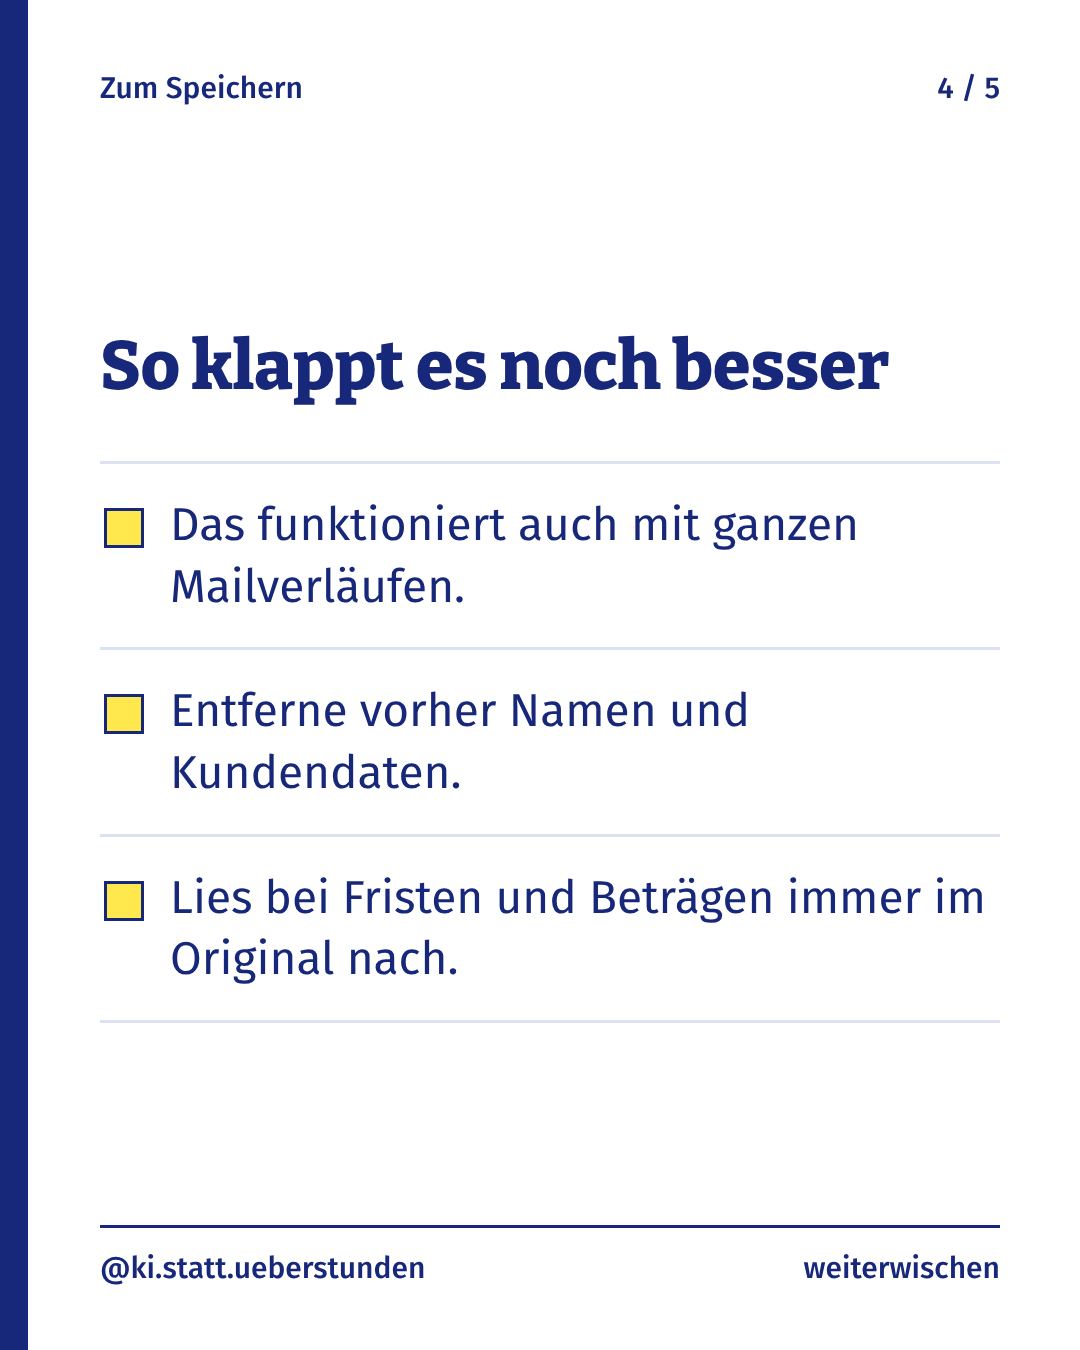 Zum Speichern
4 / 5
So klappt es noch besser
Das funktioniert auch mit ganzen
Mailverläufen.
Entferne vorher Namen und
Kundendaten.
Lies bei Fristen und Beträgen immer im
Original nach.
@ki.statt.ueberstunden
weiterwischen